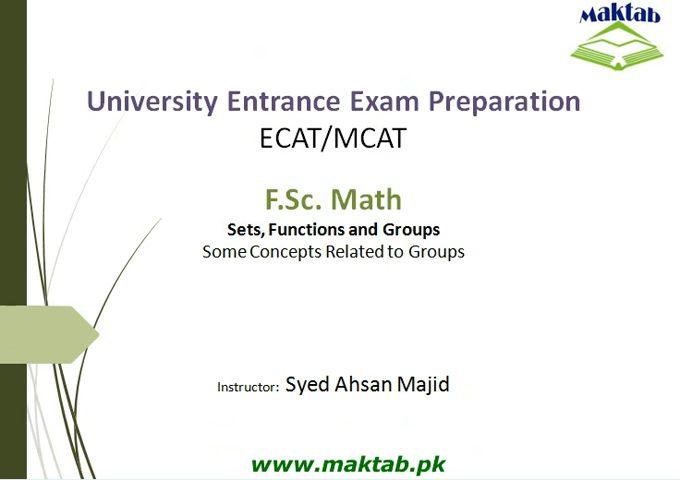 Maktab
University Entrance Exam Preparation
ECAT/MCAT
F.Sc. Math
Sets, Functions and Groups
Some Concepts Related to Groups
Instructor: Syed Ahsan Majid
www.maktab.pk